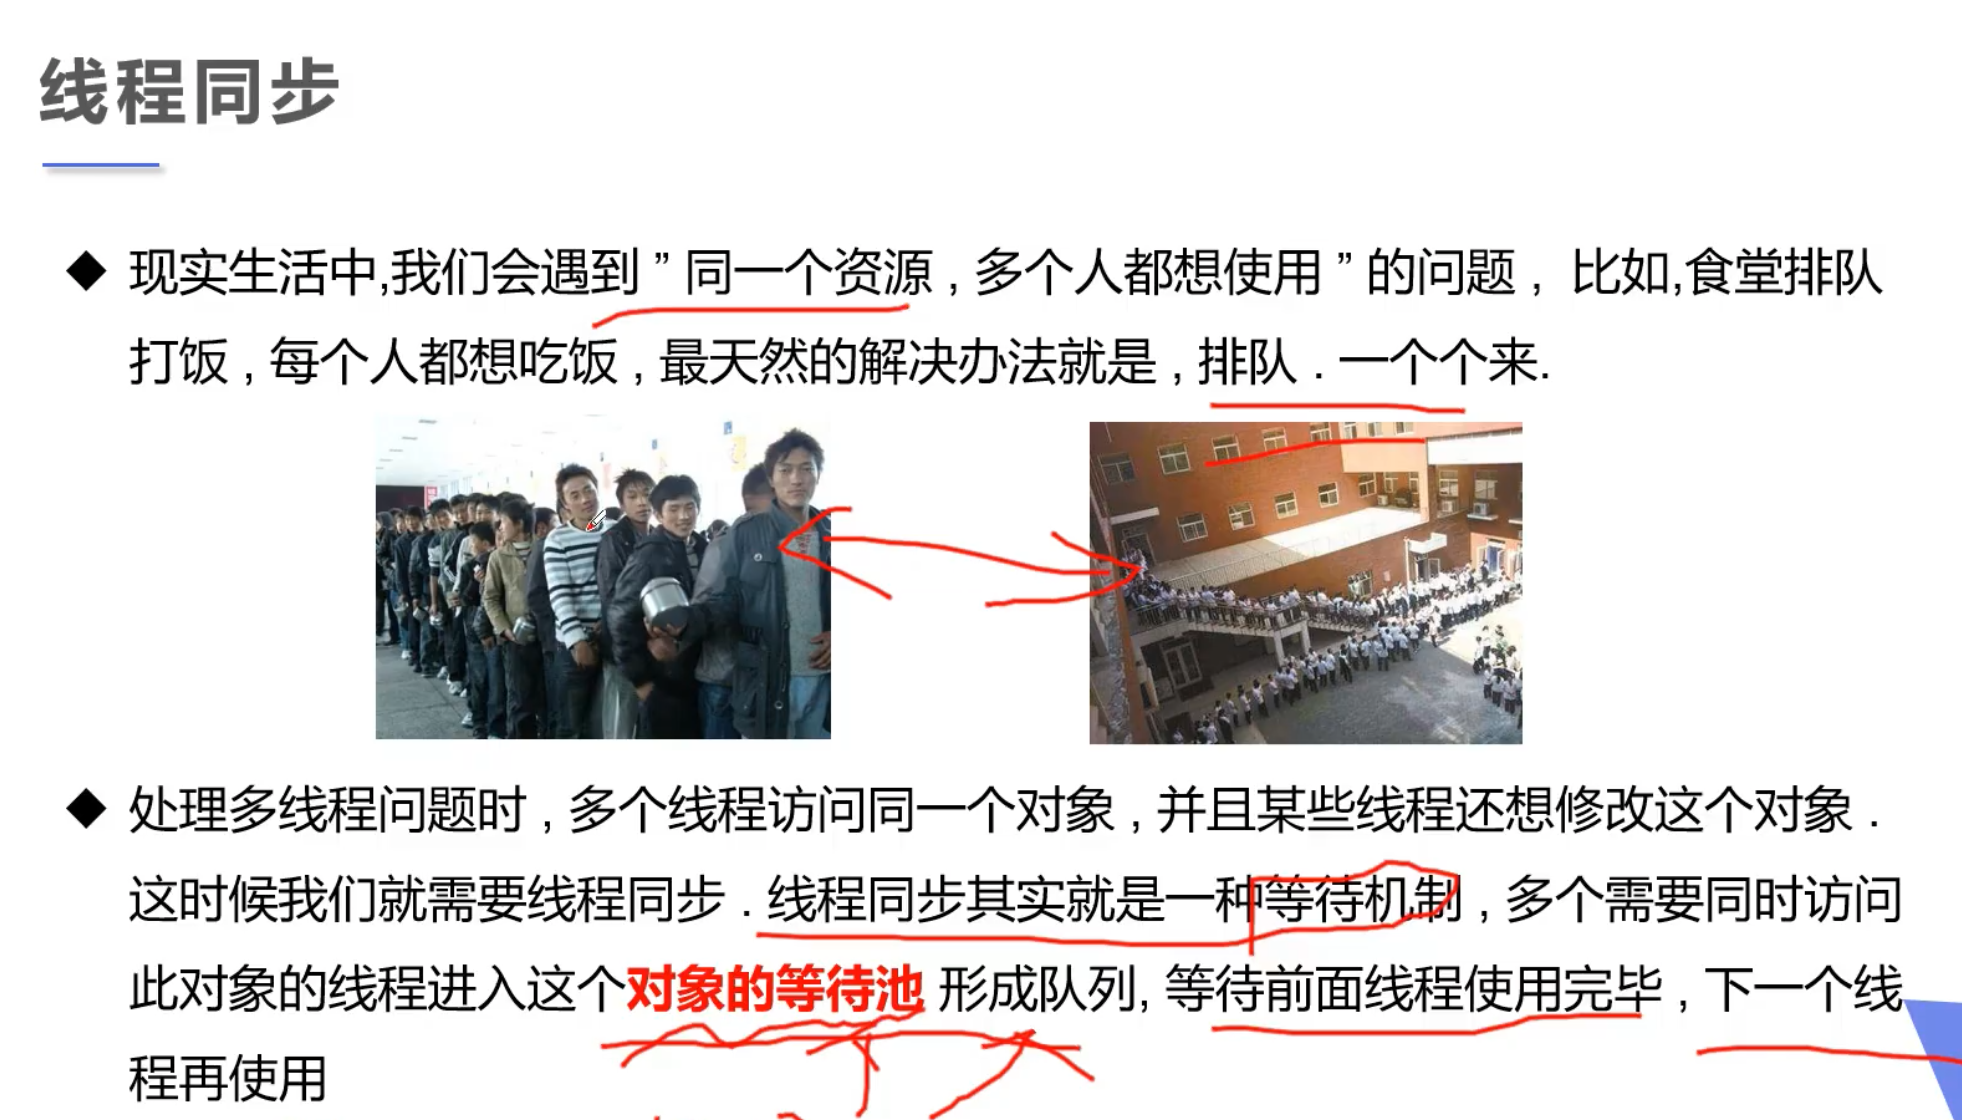 线程同步
现实生活中,我们会遇到 ” 同一个资源 , 多个人都想使用 ” 的问题 , 比如,食堂排队
打饭 , 每个人都想吃饭 , 最天然的解决办法就是 , 排队 . 一个个来.
处理多线程问题时 , 多个线程访问同一个对象 , 并且某些线程还想修改这个对象 .
这时候我们就需要线程同步 . 线程同步其实就是一种等待机制 , 多个需要同时访问
此对象的线程进入这个对象的等待池 形成队列, 等待前面线程使用完毕 , 下一个线
程再使用